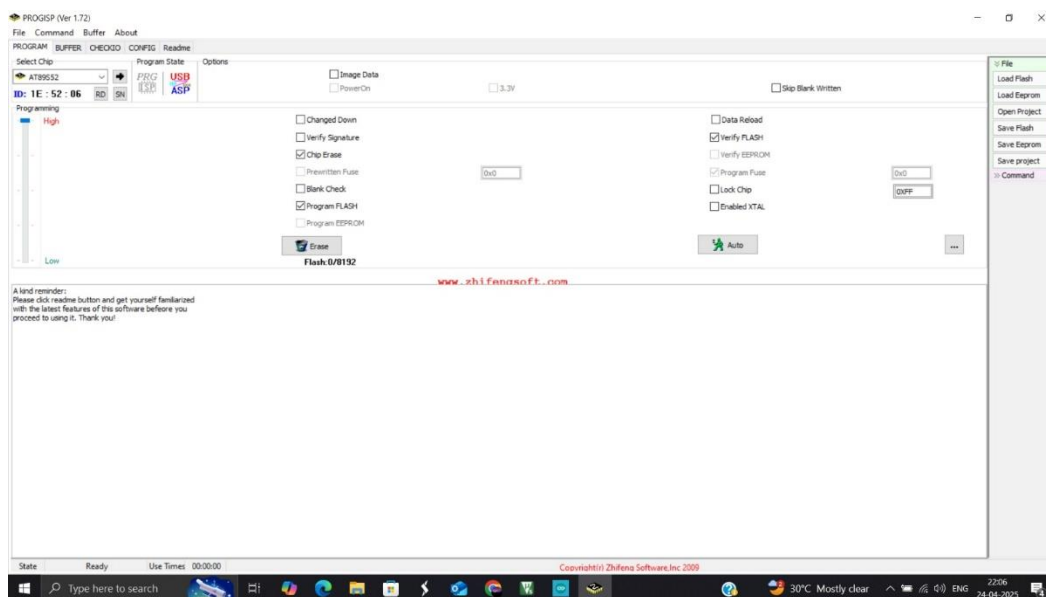 PROGISP (Ver 1.72)
File Command Buffer About
PROGRAM BUFFER CHECKIO CONFIG Readme
Select Chip Program State Options
AT89S52
PRG ISP USB ASP
ID: 1E : 52 : 06 RD SN
Image Data
PowerOn 3.3V Skip Blank Written
Programming
High
Low
Changed Down Data Reload
Verify Signature Verify FLASH
Chip Erase Verify EEPROM
Prewritten Fuse 0x0 Program Fuse 0x0
Blank Check Lock Chip 0XFF
Program FLASH Enabled XTAL
Program EEPROM
Erase Auto ...
Flash:0/8192
File
Load Flash
Load Eeprom
Open Project
Save Flash
Save Eeprom
Save project
Command
www.zhifengsoft.com
A kind reminder:
Please click readme button and get yourself familiarized
with the latest features of this software befeore you
proceed to using it. Thank you!
State Ready Use Times 00:00:00 Copyright(r) Zhifeng Software,Inc 2009
Type here to search 30°C Mostly clear ENG 22:06
24-04-2025